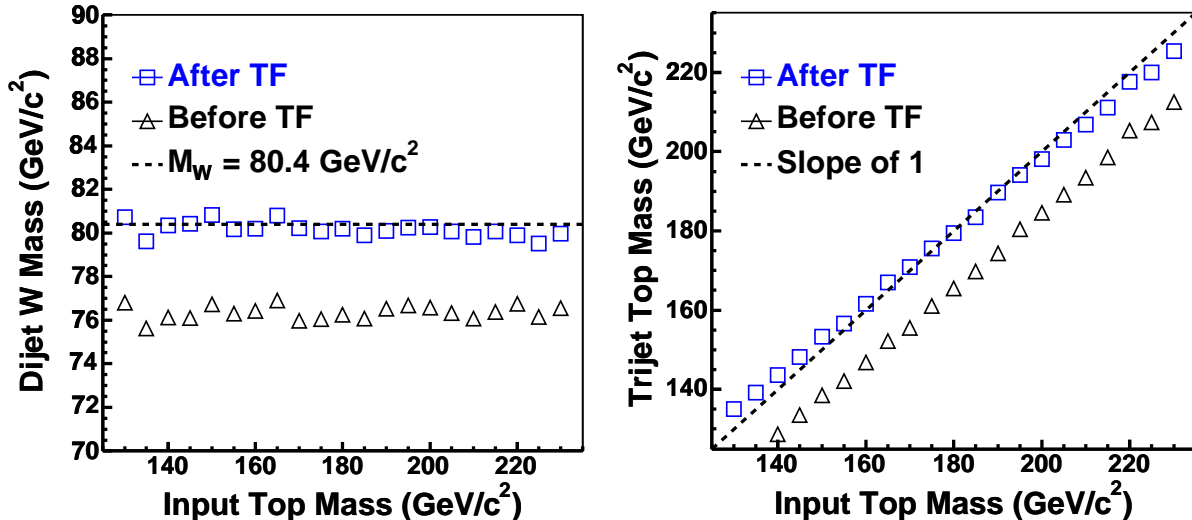 90
88
86
84
82
80
78
76
74
72
70
140 160 180 200 220
Dijet W Mass (GeV/c²)
Input Top Mass (GeV/c²)
After TF
Before TF
M_W = 80.4 GeV/c²
220
200
180
160
140
140 160 180 200 220
Trijet Top Mass (GeV/c²)
Input Top Mass (GeV/c²)
After TF
Before TF
Slope of 1